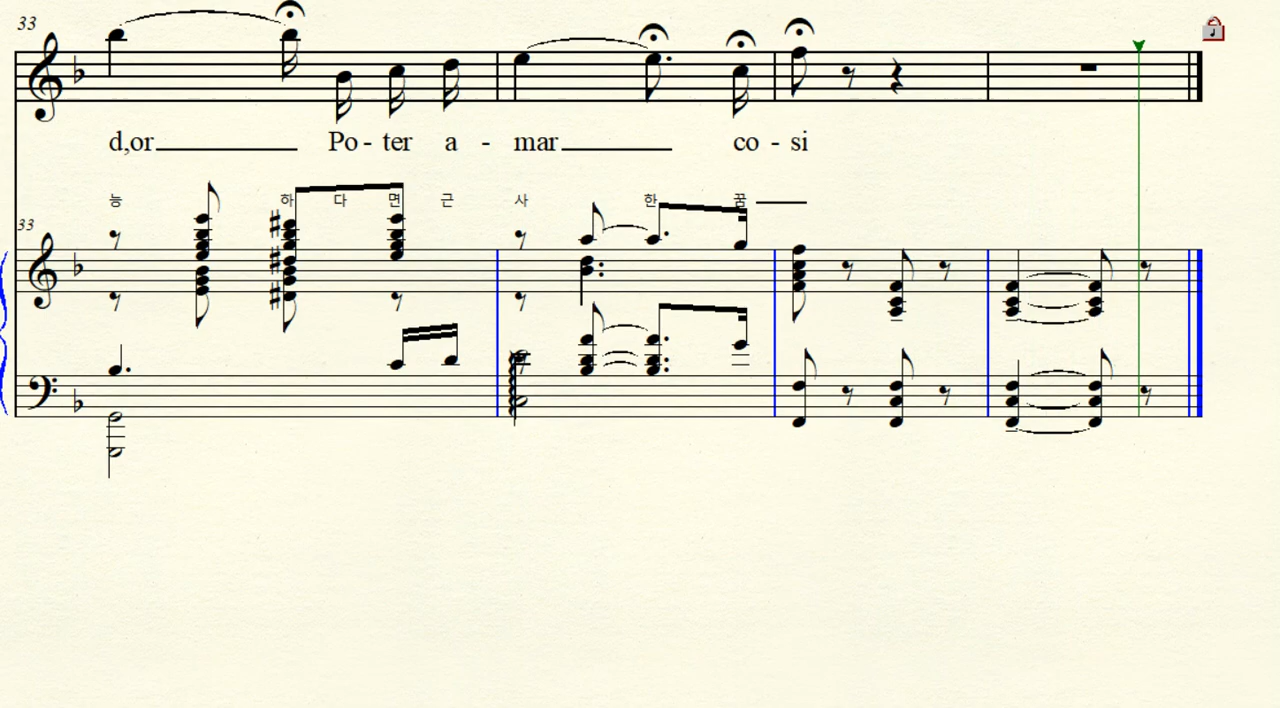 33
d,or Po - ter a - mar co - si
능 하 다 면 근 사 한 꿈
33